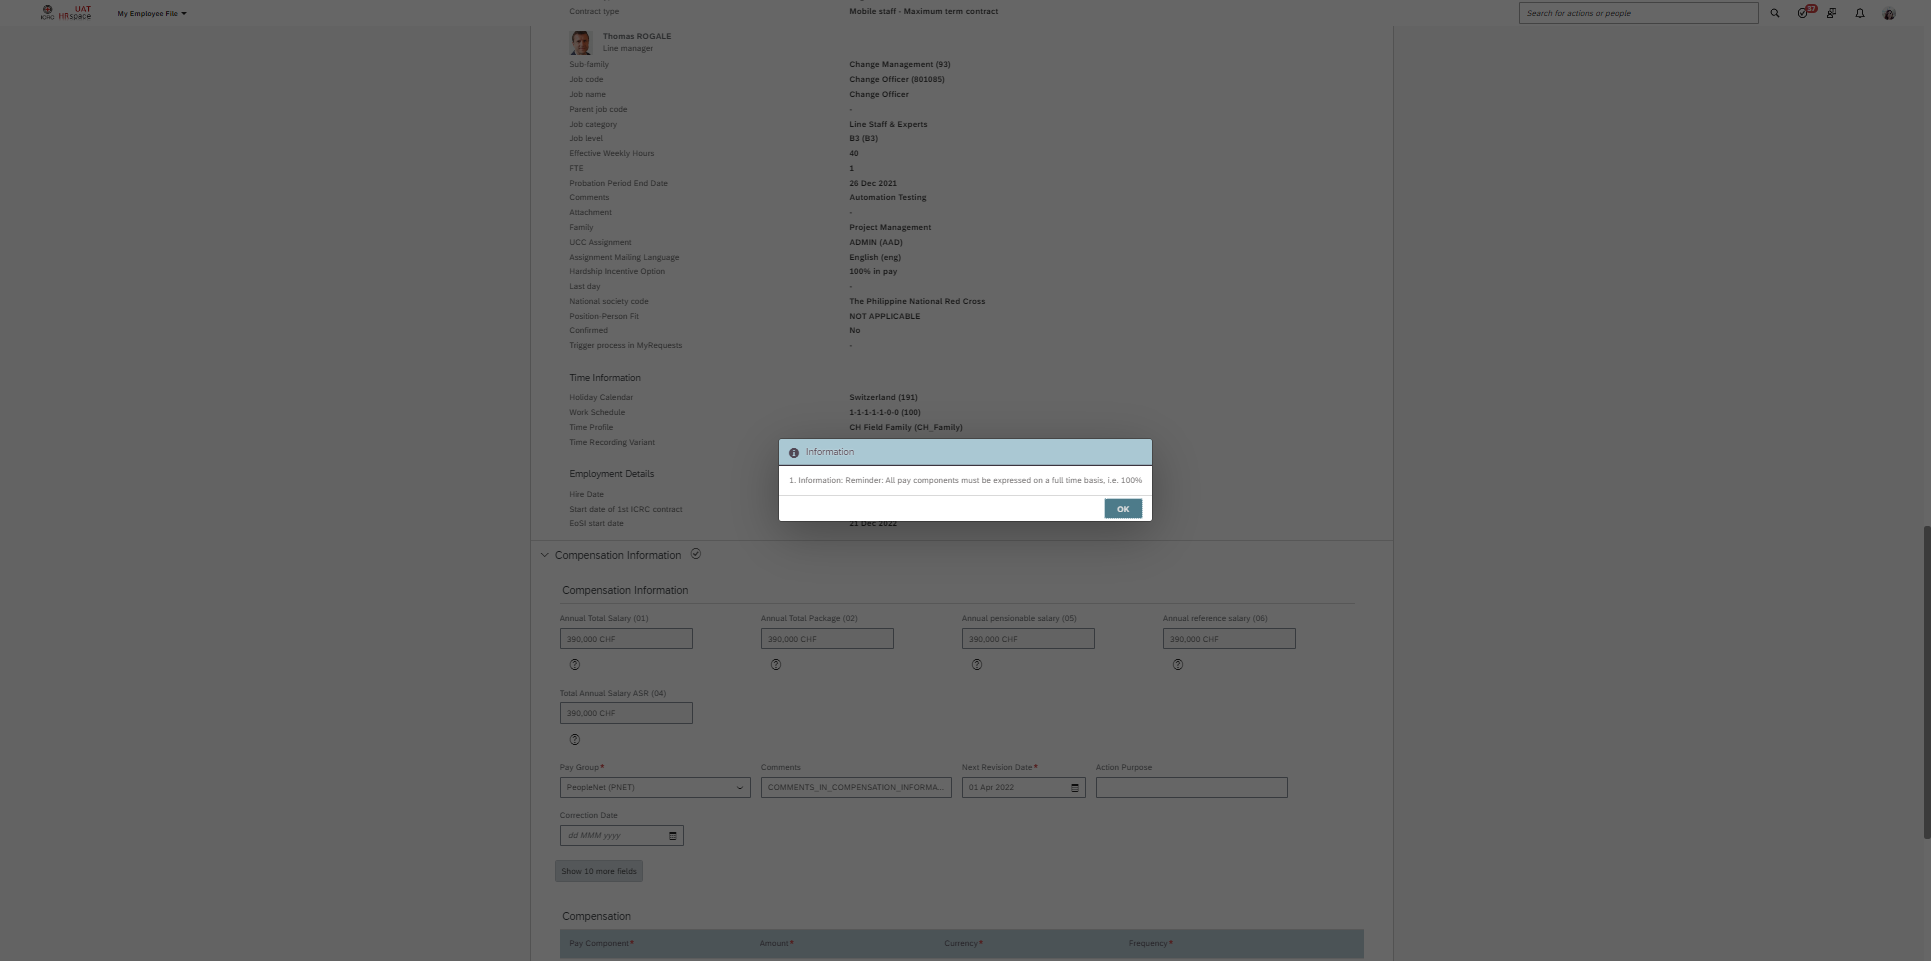 ICRC UAT HRspace My Employee File
Search for actions or people
37
Contract type Mobile staff - Maximum term contract
Thomas ROGALE
Line manager
Sub-family Change Management (93)
Job code Change Officer (801085)
Job name Change Officer
Parent job code -
Job category Line Staff & Experts
Job level B3 (B3)
Effective Weekly Hours 40
FTE 1
Probation Period End Date 26 Dec 2021
Comments Automation Testing
Attachment -
Family Project Management
UCC Assignment ADMIN (AAD)
Assignment Mailing Language English (eng)
Hardship Incentive Option 100% in pay
Last day -
National society code The Philippine National Red Cross
Position-Person Fit NOT APPLICABLE
Confirmed No
Trigger process in MyRequests -
Time Information
Holiday Calendar Switzerland (191)
Work Schedule 1-1-1-1-1-0-0 (100)
Time Profile CH Field Family (CH_Family)
Time Recording Variant
Information
1. Information: Reminder: All pay components must be expressed on a full time basis, i.e. 100%
OK
Employment Details
Hire Date
Start date of 1st ICRC contract
EoSI start date 21 Dec 2022
Compensation Information
Compensation Information
Annual Total Salary (01) Annual Total Package (02) Annual pensionable salary (05) Annual reference salary (06)
390,000 CHF 390,000 CHF 390,000 CHF 390,000 CHF
Total Annual Salary ASR (04)
390,000 CHF
Pay Group* Comments Next Revision Date* Action Purpose
PeopleNet (PNET) COMMENTS_IN_COMPENSATION_INFORMA... 01 Apr 2022
Correction Date
dd MMM yyyy
Show 10 more fields
Compensation
Pay Component* Amount* Currency* Frequency*